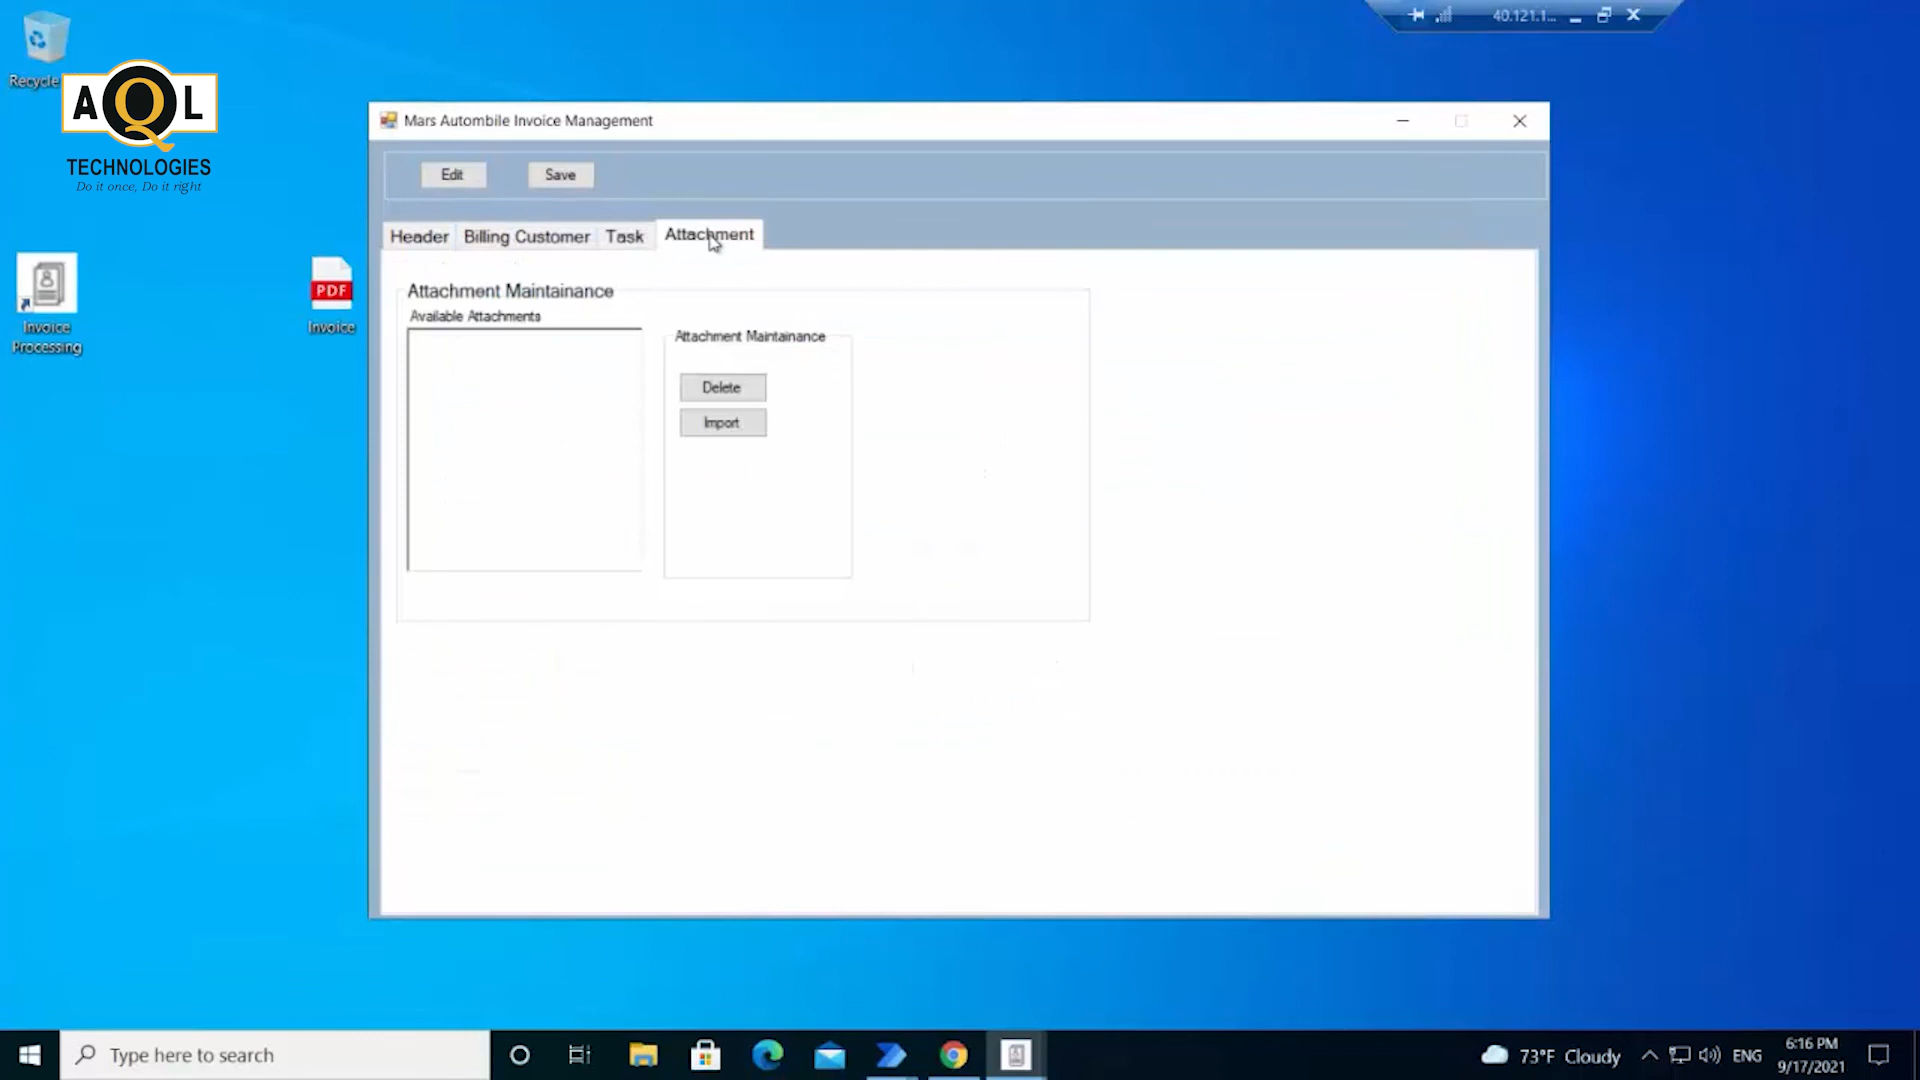 40.121.1...
Recycle
AQL
TECHNOLOGIES
Do it once, Do it right
Mars Autombile Invoice Management
Edit
Save
Header
Billing Customer
Task
Attachment
Attachment Maintainance
Available Attachments
Attachment Maintainance
Delete
Import
Invoice
Processing
PDF
Invoice
Type here to search
73°F Cloudy
ENG
6:16 PM
9/17/2021